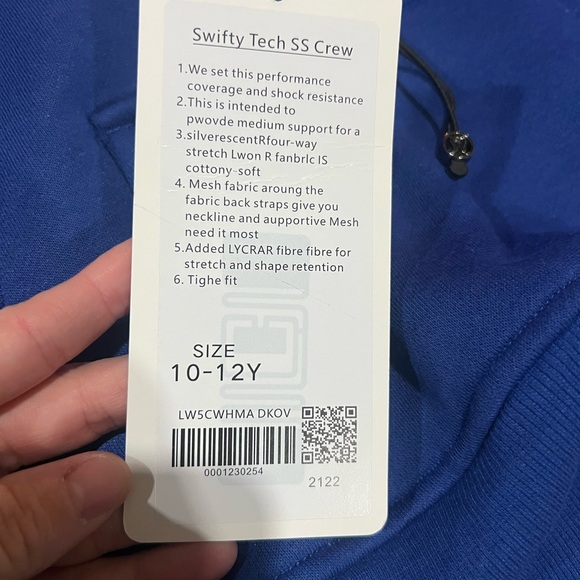 Swifty Tech SS Crew
1.We set this performance
coverage and shock resistance
2.This is intended to
pwovde medium support for a
3.silverescentRfour-way
stretch Lwon R fanbrlc IS
cottony-soft
4. Mesh fabric aroung the
fabric back straps give you
neckline and aupportive Mesh
need it most
5.Added LYCRAR fibre fibre for
stretch and shape retention
6. Tighe fit
SIZE
10-12Y
LW5CWHMA DKOV
0001230254
2122